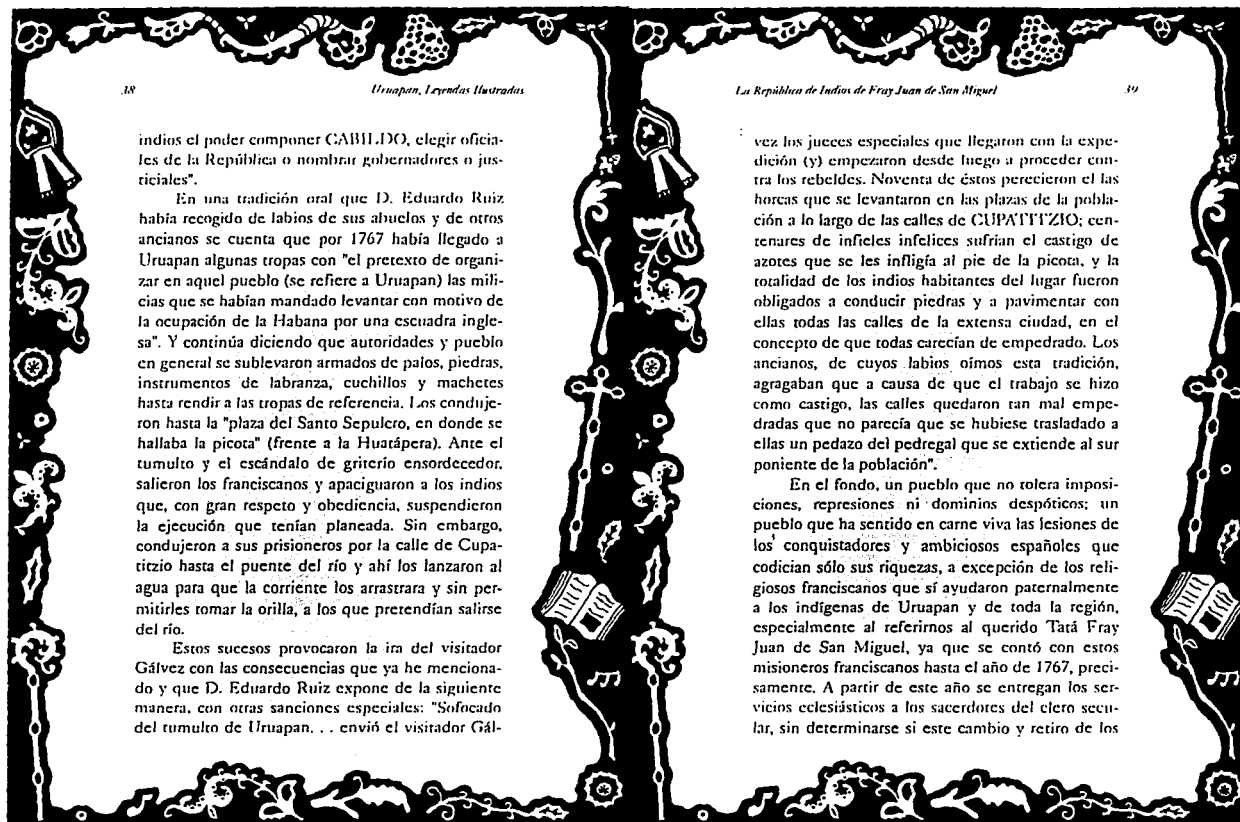 38
Uruapan, Leyendas Ilustradas
indios el poder componer CABILDO, elegir oficia-
les de la República o nombrar gobernadores o jus-
ticiales".
En una tradición oral que D. Eduardo Ruiz
había recogido de labios de sus abuelos y de otros
ancianos se cuenta que por 1767 había llegado a
Uruapan algunas tropas con "el pretexto de organi-
zar en aquel pueblo (se refiere a Uruapan) las mili-
cias que se habían mandado levantar con motivo de
la ocupación de la Habana por una escuadra ingle-
sa". Y continúa diciendo que autoridades y pueblo
en general se sublevaron armados de palos, piedras,
instrumentos de labranza, cuchillos y machetes
hasta rendir a las tropas de referencia. Los conduje-
ron hasta la "plaza del Santo Sepulcro, en donde se
hallaba la picota" (frente a la Huatápera). Ante el
tumulto y el escándalo de griterío ensordecedor,
salieron los franciscanos y apaciguaron a los indios
que, con gran respeto y obediencia, suspendieron
la ejecución que tenían planeada. Sin embargo,
condujeron a sus prisioneros por la calle de Cupa-
titzio hasta el puente del río y ahí los lanzaron al
agua para que la corriente los arrastrara y sin per-
mitirles tomar la orilla, a los que pretendían salirse
del río.
Estos sucesos provocaron la ira del visitador
Gálvez con las consecuencias que ya he menciona-
do y que D. Eduardo Ruiz expone de la siguiente
manera, con otras sanciones especiales: "Sofocado
del tumulto de Uruapan. . . envió el visitador Gál-
La República de Indios de Fray Juan de San Miguel
39
vez los jueces especiales que llegaron con la expe-
dición (y) empezaron desde luego a proceder con-
tra los rebeldes. Noventa de éstos perecieron el las
horcas que se levantaron en las plazas de la pobla-
ción a lo largo de las calles de CUPATITZIO; cen-
tenares de infieles infelices sufrían el castigo de
azotes que se les infligía al pie de la picota, y la
totalidad de los indios habitantes del lugar fueron
obligados a conducir piedras y a pavimentar con
ellas todas las calles de la extensa ciudad, en el
concepto de que todas carecían de empedrado. Los
ancianos, de cuyos labios oímos esta tradición,
agragaban que a causa de que el trabajo se hizo
como castigo, las calles quedaron tan mal empe-
dradas que no parecía que se hubiese trasladado a
ellas un pedazo del pedregal que se extiende al sur
poniente de la población".
En el fondo, un pueblo que no tolera imposi-
ciones, represiones ni dominios despóticos; un
pueblo que ha sentido en carne viva las lesiones de
los conquistadores y ambiciosos españoles que
codician sólo sus riquezas, a excepción de los reli-
giosos franciscanos que sí ayudaron paternalmente
a los indígenas de Uruapan y de toda la región,
especialmente al referirnos al querido Tatá Fray
Juan de San Miguel, ya que se contó con estos
misioneros franciscanos hasta el año de 1767, preci-
samente. A partir de este año se entregan los ser-
vicios eclesiásticos a los sacerdotes del clero secu-
lar, sin determinarse si este cambio y retiro de los